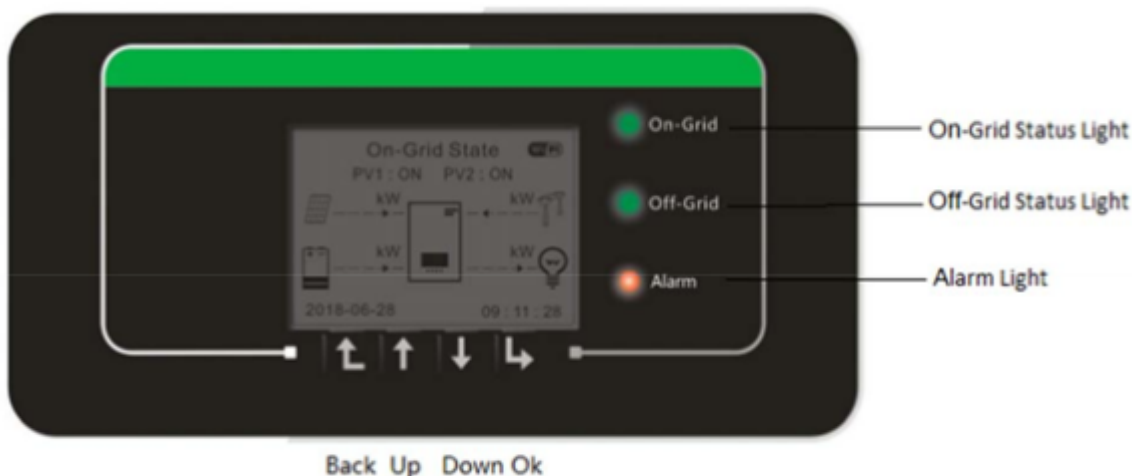 On-Grid State WiFi
PV1 : ON PV2 : ON
kW kW
kW kW
2018-06-28 09 : 11 : 28
On-Grid
Off-Grid
Alarm
On-Grid Status Light
Off-Grid Status Light
Alarm Light
Back Up Down Ok